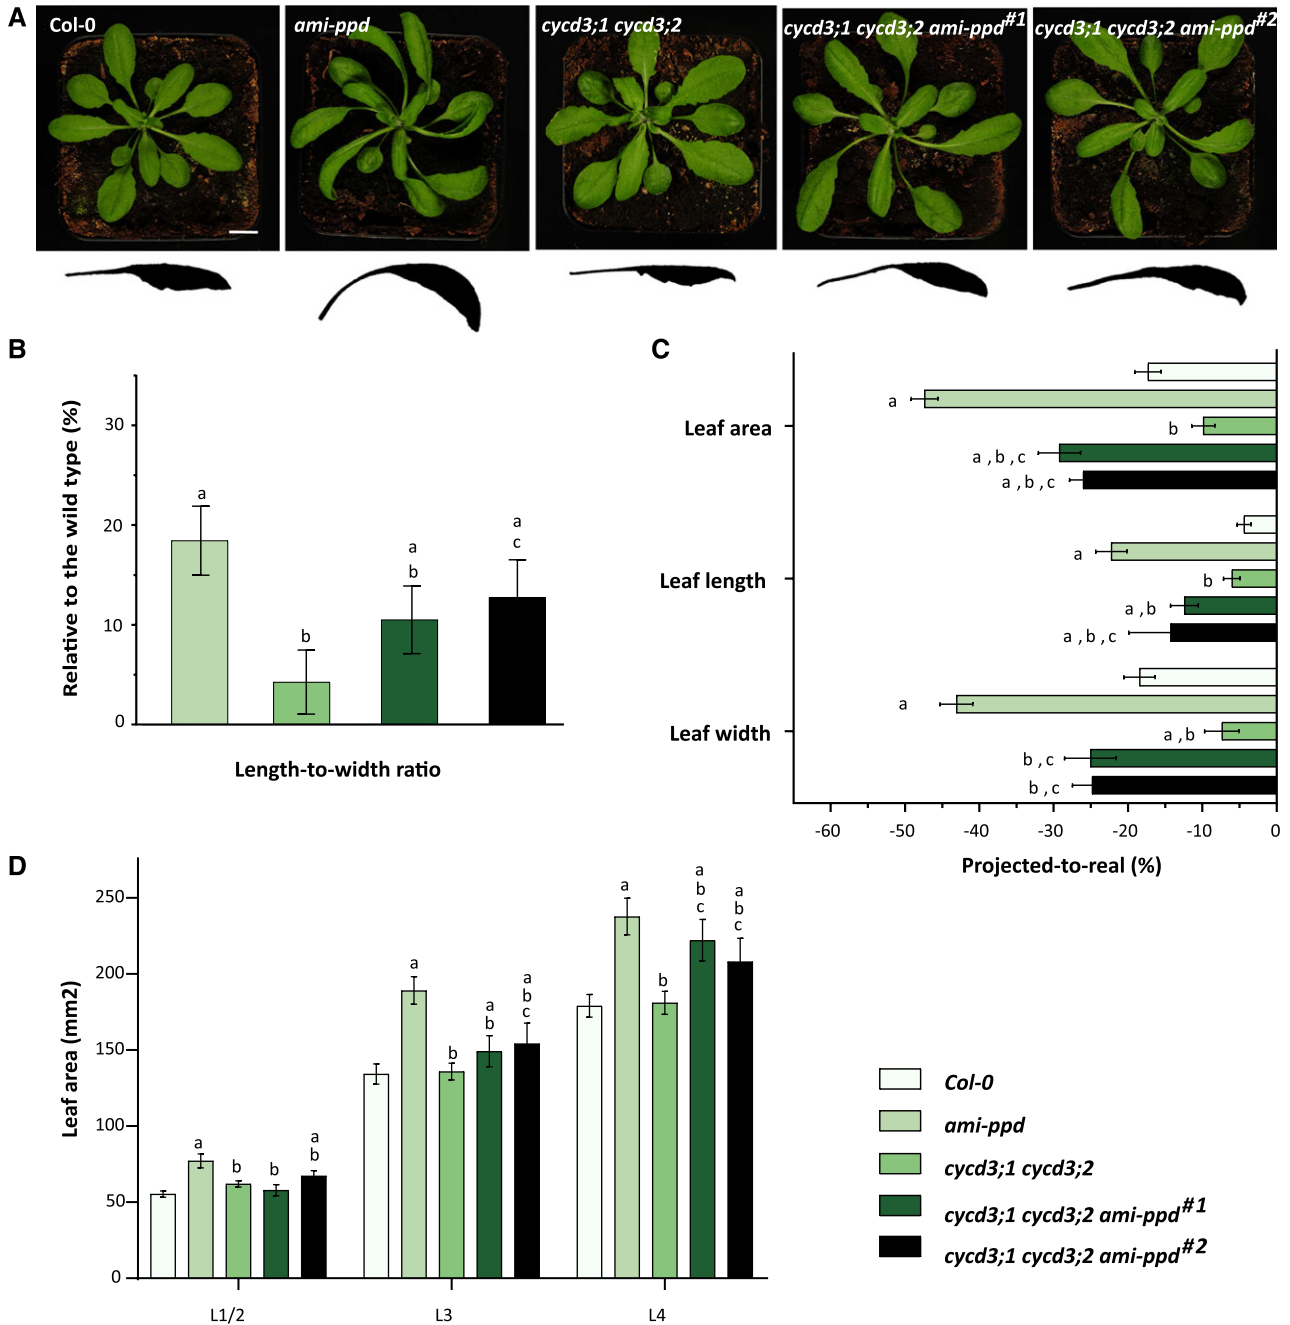 A
Col-0
ami-ppd
cycd3;1 cycd3;2
cycd3;1 cycd3;2 ami-ppd#1
cycd3;1 cycd3;2 ami-ppd#2
B
Relative to the wild type (%)
30
20
10
0
a
b
a
b
a
c
Length-to-width ratio
C
Leaf area
a
b
a ,b ,c
a ,b ,c
Leaf length
a
b
a ,b
a ,b ,c
Leaf width
a
a ,b
b ,c
b ,c
-60
-50
-40
-30
-20
-10
0
Projected-to-real (%)
D
Leaf area (mm2)
250
200
150
100
50
0
a
b
b
a
b
a
b
a
b
a
b
c
a
b
a
b
c
a
b
c
L1/2
L3
L4
Col-0
ami-ppd
cycd3;1 cycd3;2
cycd3;1 cycd3;2 ami-ppd#1
cycd3;1 cycd3;2 ami-ppd#2